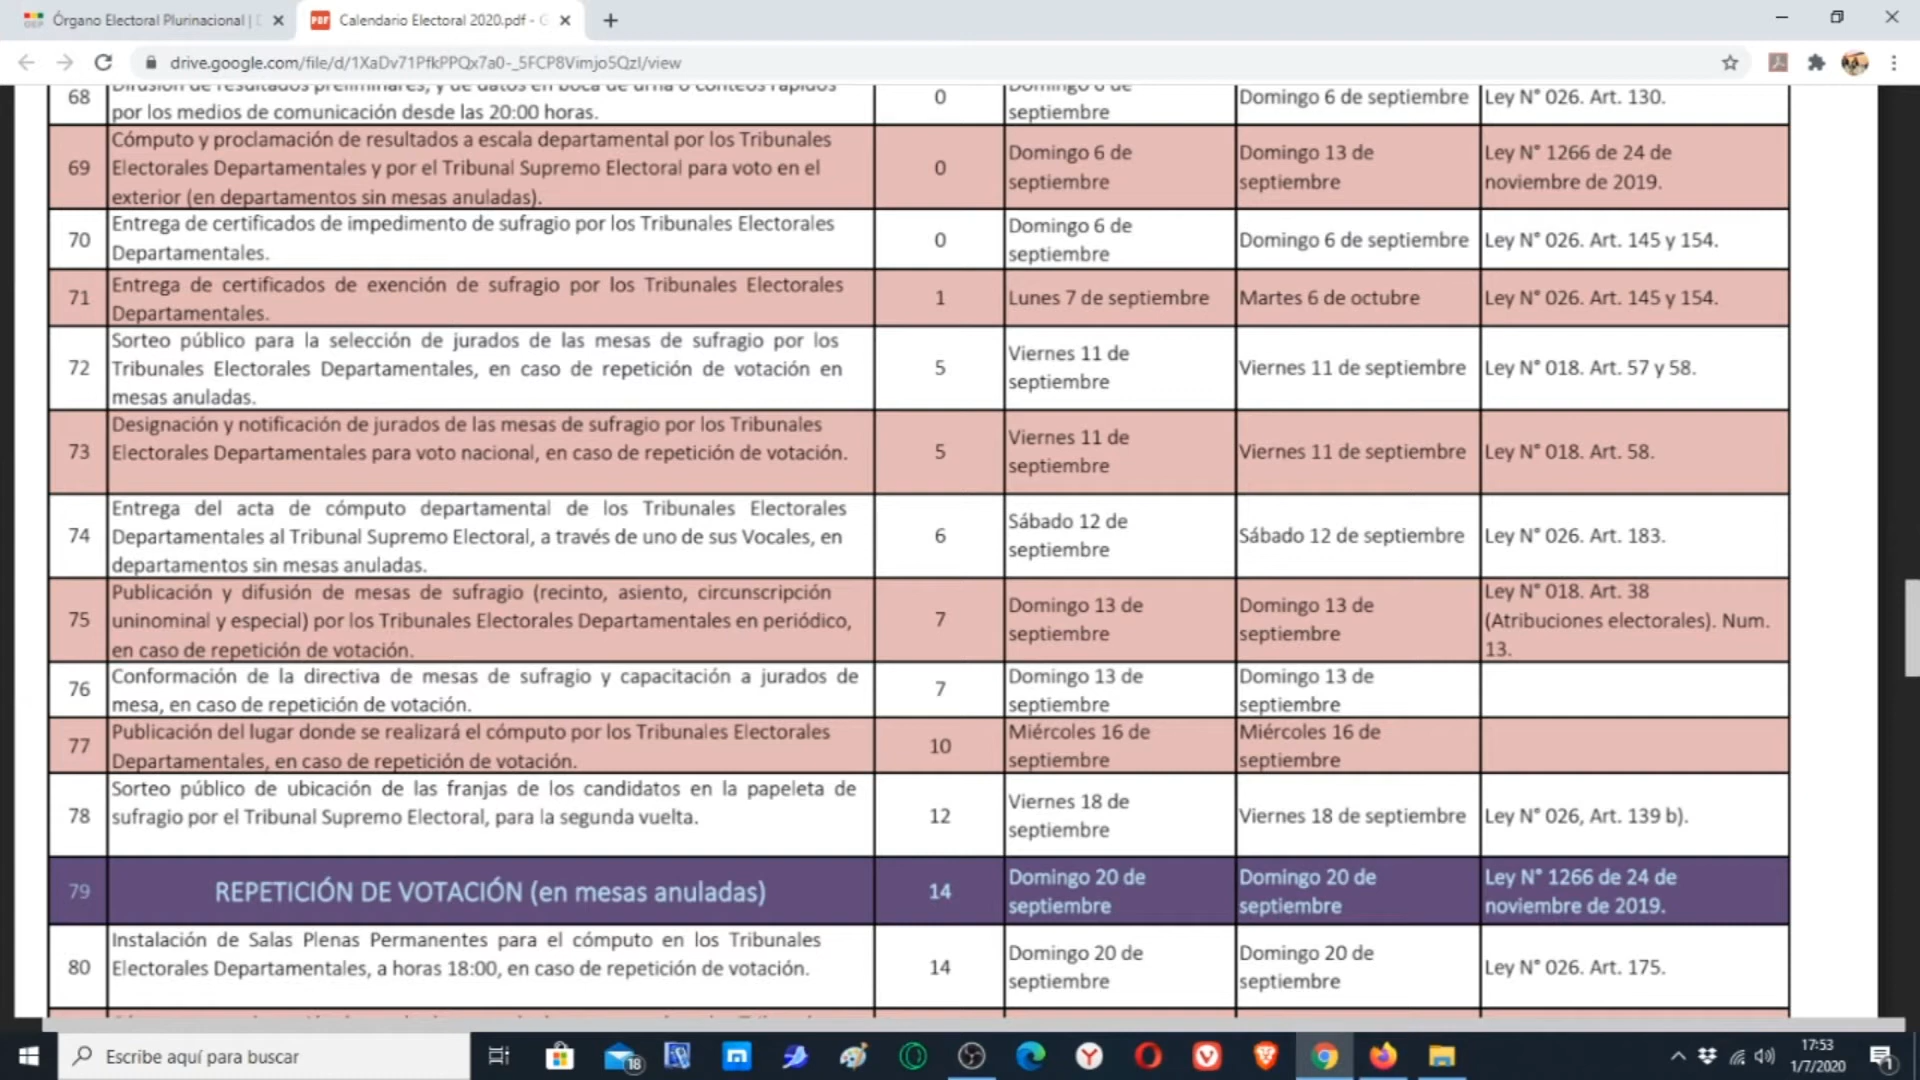 Órgano Electoral Plurinacional |
Calendario Electoral 2020.pdf - G
drive.google.com/file/d/1XaDv71PfkPPQx7a0-_5FCP8Vimjo5QzI/view
68
Difusión de resultados preliminares, y de datos en boca de urna o conteos rápidos
por los medios de comunicación desde las 20:00 horas.
0
Domingo 6 de
septiembre
Domingo 6 de septiembre
Ley N° 026. Art. 130.
69
Cómputo y proclamación de resultados a escala departamental por los Tribunales
Electorales Departamentales y por el Tribunal Supremo Electoral para voto en el
exterior (en departamentos sin mesas anuladas).
0
Domingo 6 de
septiembre
Domingo 13 de
septiembre
Ley N° 1266 de 24 de
noviembre de 2019.
70
Entrega de certificados de impedimento de sufragio por los Tribunales Electorales
Departamentales.
0
Domingo 6 de
septiembre
Domingo 6 de septiembre
Ley N° 026. Art. 145 y 154.
71
Entrega de certificados de exención de sufragio por los Tribunales Electorales
Departamentales.
1
Lunes 7 de septiembre
Martes 6 de octubre
Ley N° 026. Art. 145 y 154.
72
Sorteo público para la selección de jurados de las mesas de sufragio por los
Tribunales Electorales Departamentales, en caso de repetición de votación en
mesas anuladas.
5
Viernes 11 de
septiembre
Viernes 11 de septiembre
Ley N° 018. Art. 57 y 58.
73
Designación y notificación de jurados de las mesas de sufragio por los Tribunales
Electorales Departamentales para voto nacional, en caso de repetición de votación.
5
Viernes 11 de
septiembre
Viernes 11 de septiembre
Ley N° 018. Art. 58.
74
Entrega del acta de cómputo departamental de los Tribunales Electorales
Departamentales al Tribunal Supremo Electoral, a través de uno de sus Vocales, en
departamentos sin mesas anuladas.
6
Sábado 12 de
septiembre
Sábado 12 de septiembre
Ley N° 026. Art. 183.
75
Publicación y difusión de mesas de sufragio (recinto, asiento, circunscripción
uninominal y especial) por los Tribunales Electorales Departamentales en periódico,
en caso de repetición de votación.
7
Domingo 13 de
septiembre
Domingo 13 de
septiembre
Ley N° 018. Art. 38
(Atribuciones electorales). Num.
13.
76
Conformación de la directiva de mesas de sufragio y capacitación a jurados de
mesa, en caso de repetición de votación.
7
Domingo 13 de
septiembre
Domingo 13 de
septiembre
77
Publicación del lugar donde se realizará el cómputo por los Tribunales Electorales
Departamentales, en caso de repetición de votación.
10
Miércoles 16 de
septiembre
Miércoles 16 de
septiembre
78
Sorteo público de ubicación de las franjas de los candidatos en la papeleta de
sufragio por el Tribunal Supremo Electoral, para la segunda vuelta.
12
Viernes 18 de
septiembre
Viernes 18 de septiembre
Ley N° 026, Art. 139 b).
79
REPETICIÓN DE VOTACIÓN (en mesas anuladas)
14
Domingo 20 de
septiembre
Domingo 20 de
septiembre
Ley N° 1266 de 24 de
noviembre de 2019.
80
Instalación de Salas Plenas Permanentes para el cómputo en los Tribunales
Electorales Departamentales, a horas 18:00, en caso de repetición de votación.
14
Domingo 20 de
septiembre
Domingo 20 de
septiembre
Ley N° 026. Art. 175.
Escribe aquí para buscar
18
17:53
1/7/2020
1